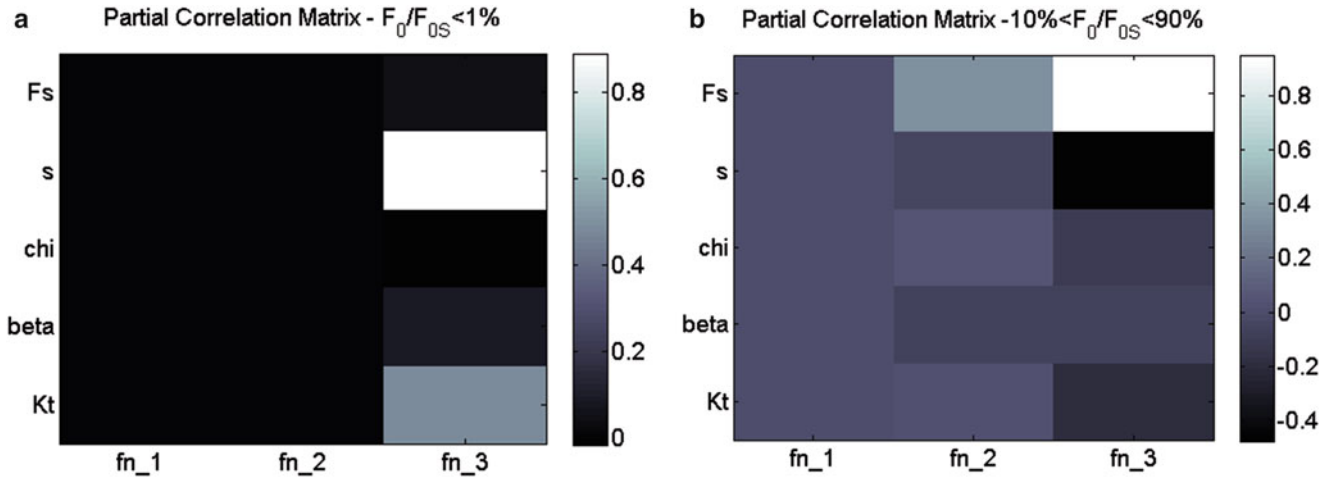 a
Partial Correlation Matrix - F0/F0S<1%
Fs
s
chi
beta
Kt
fn_1
fn_2
fn_3
0.8
0.6
0.4
0.2
0
b
Partial Correlation Matrix -10%<F0/F0S<90%
Fs
s
chi
beta
Kt
fn_1
fn_2
fn_3
0.8
0.6
0.4
0.2
0
-0.2
-0.4